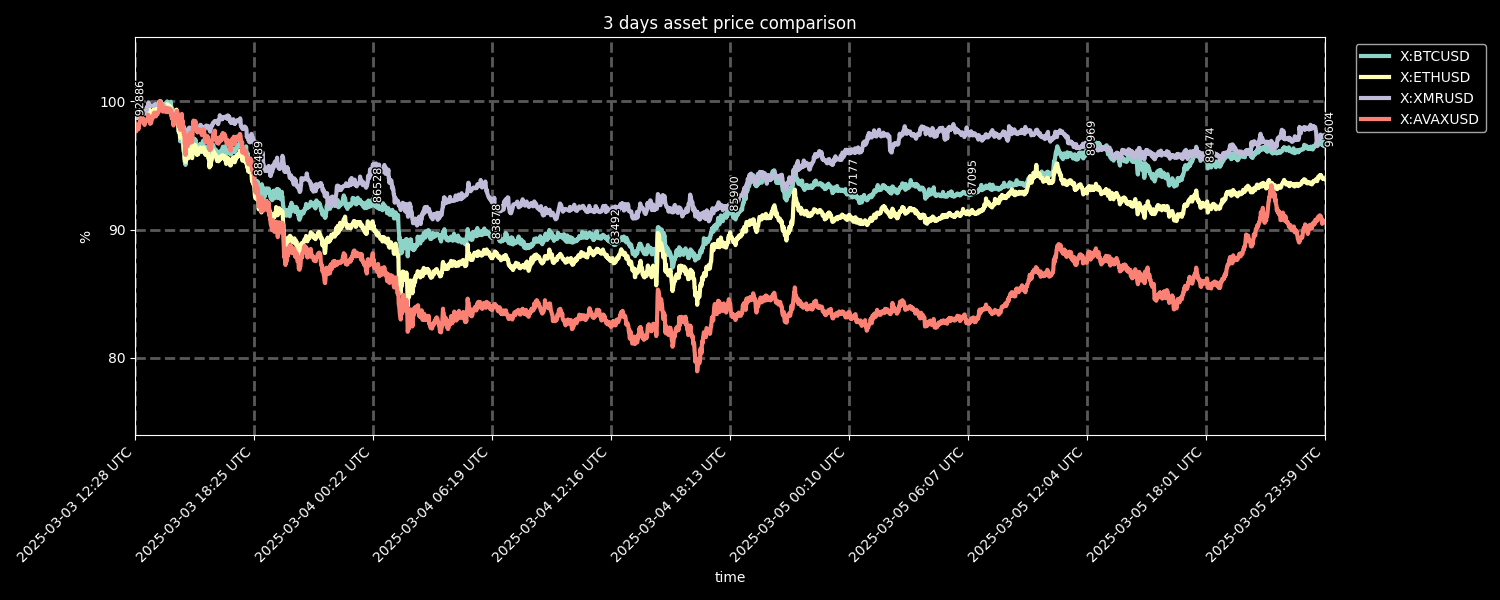 3 days asset price comparison
X:BTCUSD
X:ETHUSD
X:XMRUSD
X:AVAXUSD
100
90
80
%
92886
88489
86528
83878
83492
85900
87177
87095
89969
89474
90604
2025-03-03 12:28 UTC
2025-03-03 18:25 UTC
2025-03-04 00:22 UTC
2025-03-04 06:19 UTC
2025-03-04 12:16 UTC
2025-03-04 18:13 UTC
2025-03-05 00:10 UTC
2025-03-05 06:07 UTC
2025-03-05 12:04 UTC
2025-03-05 18:01 UTC
2025-03-05 23:59 UTC
time